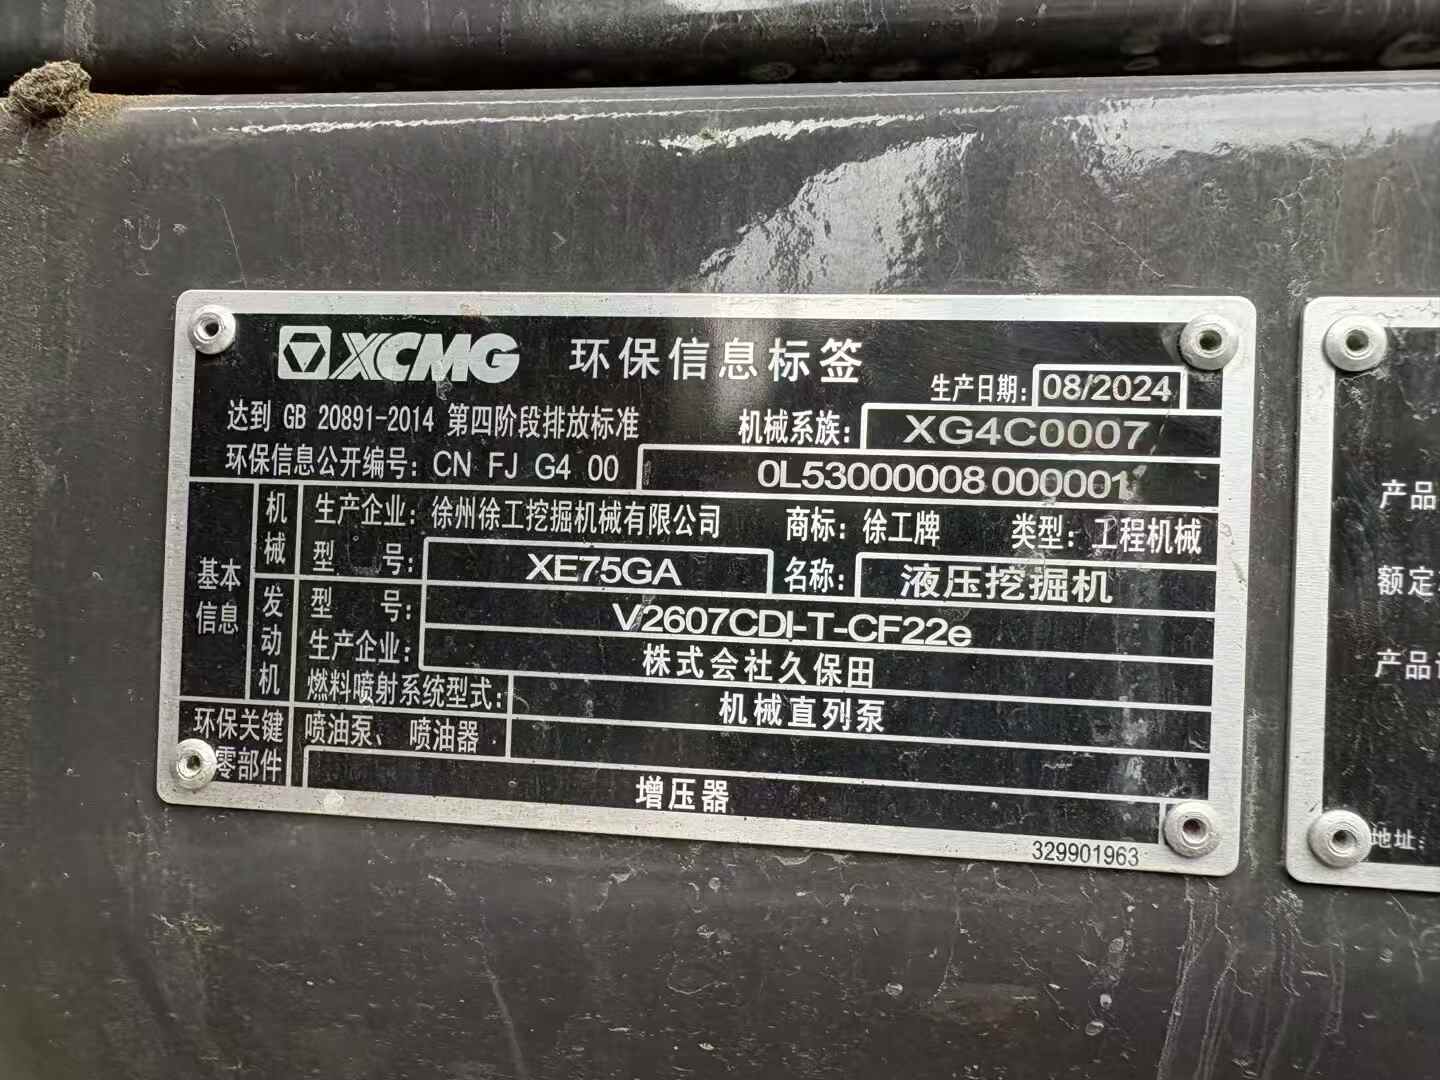 XCMG 环保信息标签
生产日期: 08/2024
达到 GB 20891-2014 第四阶段排放标准
机械系族: XG4C0007
环保信息公开编号: CN FJ G4 00 0L53000008 000001
基本信息
机械
生产企业: 徐州徐工挖掘机械有限公司 商标: 徐工牌 类型: 工程机械
型 号: XE75GA 名称: 液压挖掘机
发动机
型 号: V2607CDI-T-CF22e
生产企业: 株式会社久保田
燃料喷射系统型式: 机械直列泵
环保关键零部件
喷油泵、喷油器
增压器
329901963
产品
额定
产品
地址: